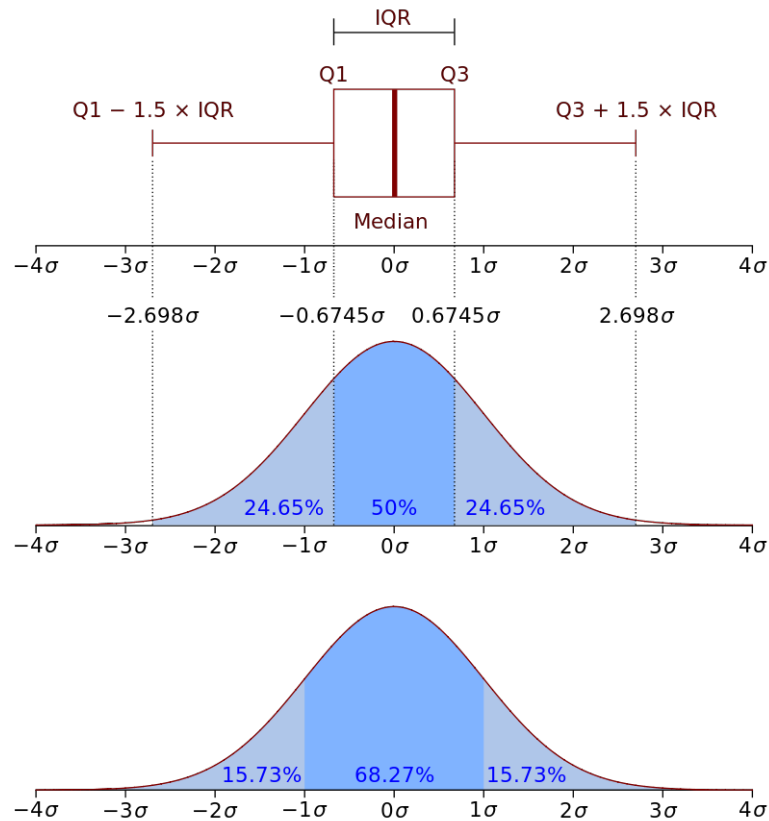 IQR
Q1 Q3
Q1 − 1.5 × IQR Q3 + 1.5 × IQR
Median
−4σ −3σ −2σ −1σ 0σ 1σ 2σ 3σ 4σ
−2.698σ −0.6745σ 0.6745σ 2.698σ
24.65% 50% 24.65%
−4σ −3σ −2σ −1σ 0σ 1σ 2σ 3σ 4σ
15.73% 68.27% 15.73%
−4σ −3σ −2σ −1σ 0σ 1σ 2σ 3σ 4σ